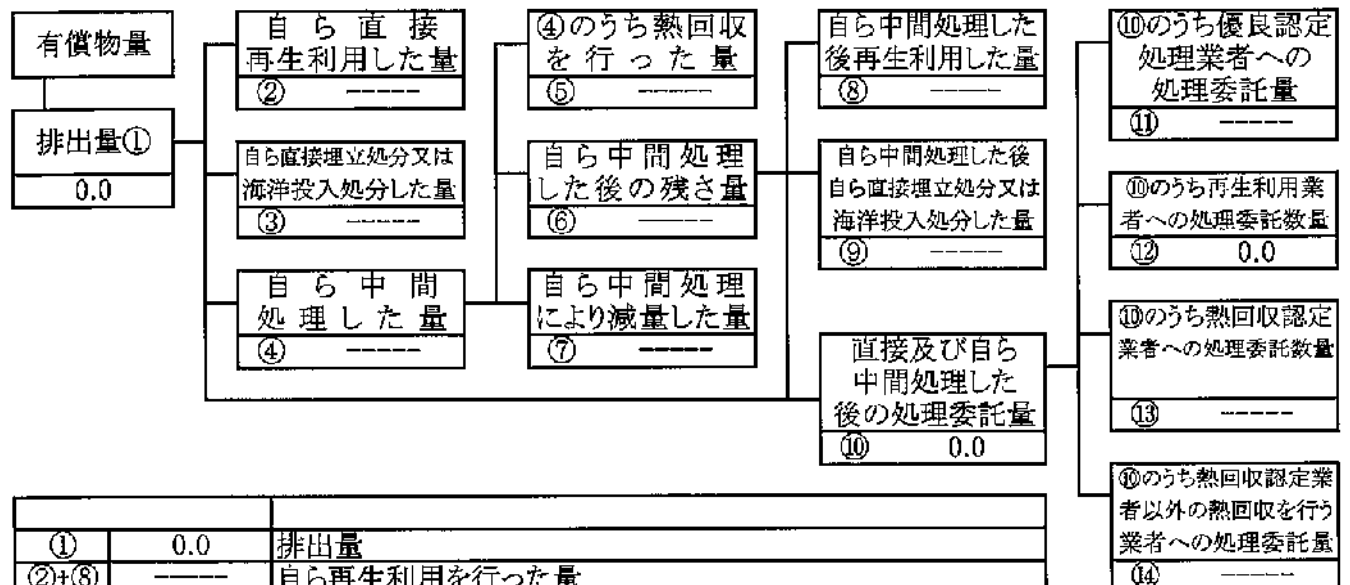 有償物量
排出量①
0.0
自ら直接
再生利用した量
② -----
自ら直接埋立処分又は
海洋投入処分した量
③ -----
自ら中間
処理した量
④ -----
④のうち熱回収
を行った量
⑤ -----
自ら中間処理
した後の残さ量
⑥ -----
自ら中間処理
により減量した量
⑦ -----
自ら中間処理した
後再生利用した量
⑧ -----
自ら中間処理した後
自ら直接埋立処分又は
海洋投入処分した量
⑨ -----
直接及び自ら
中間処理した
後の処理委託量
⑩ 0.0
⑩のうち優良認定
処理業者への
処理委託量
⑪ -----
⑩のうち再生利用業
者への処理委託数量
⑫ 0.0
⑩のうち熱回収認定
業者への処理委託数量
⑬ -----
⑩のうち熱回収認定業
者以外の熱回収を行う
業者への処理委託量
⑭ -----
① 0.0 排出量
②+⑧ ----- 自ら再生利用を行った量